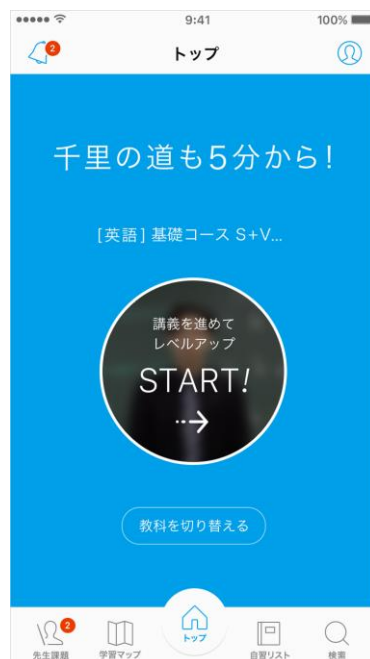 9:41
100%
2
トップ
千里の道も5分から!
[英語] 基礎コース S+V...
講義を進めて
レベルアップ
START!
教科を切り替える
2
先生課題
学習マップ
トップ
自習リスト
検索